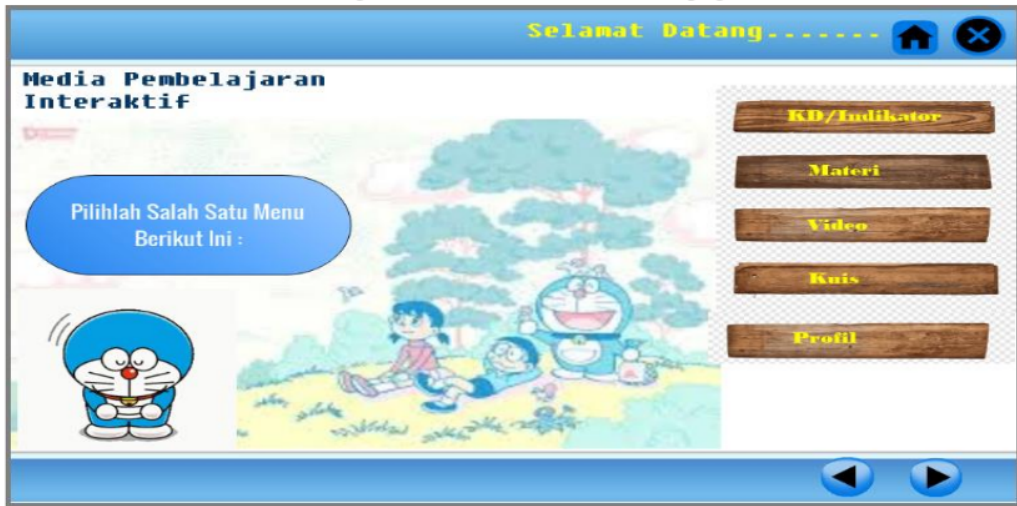 Selamat Datang.......
Media Pembelajaran
Interaktif
Pilihlah Salah Satu Menu
Berikut Ini :
KD/Indikator
Materi
Video
Kuis
Profil